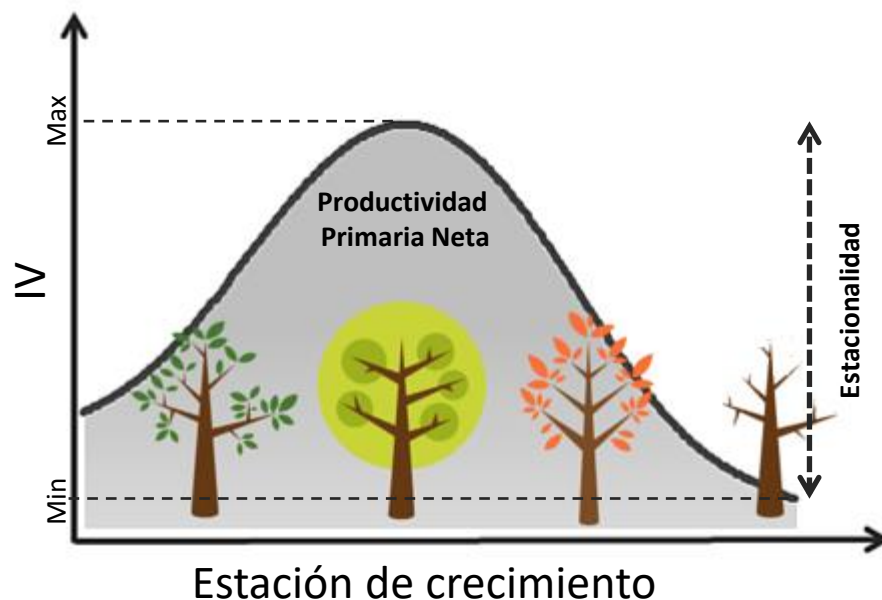 Max
Productividad
Primaria Neta
IV
Estacionalidad
Min
Estación de crecimiento